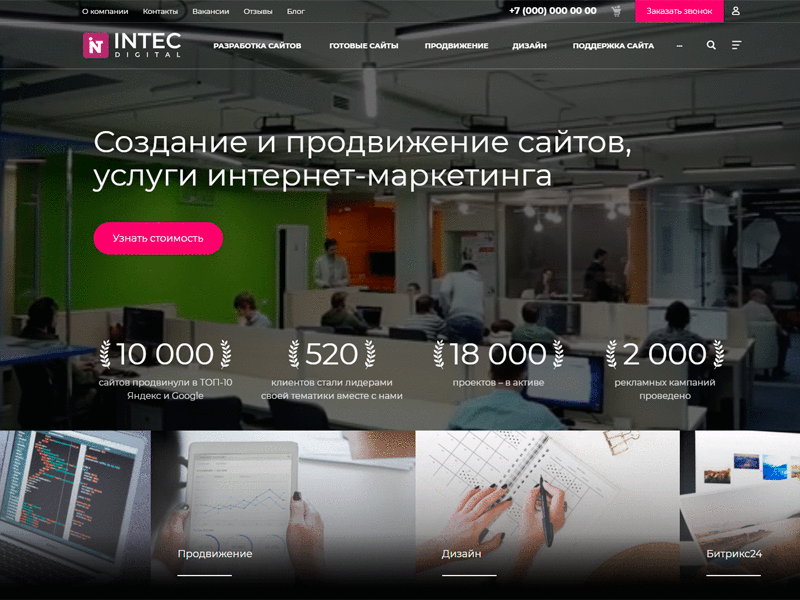 О компании Контакты Вакансии Отзывы Блог +7 (000) 000 00 00 Заказать звонок
INTEC
DIGITAL
РАЗРАБОТКА САЙТОВ ГОТОВЫЕ САЙТЫ ПРОДВИЖЕНИЕ ДИЗАЙН ПОДДЕРЖКА САЙТА ...
Создание и продвижение сайтов,
услуги интернет-маркетинга
Узнать стоимость
10 000 520 18 000 2 000
сайтов продвинули в ТОП-10 клиентов стали лидерами проектов – в активе рекламных кампаний
Яндекс и Google своей тематики вместе с нами проведено
Продвижение Дизайн Битрикс24